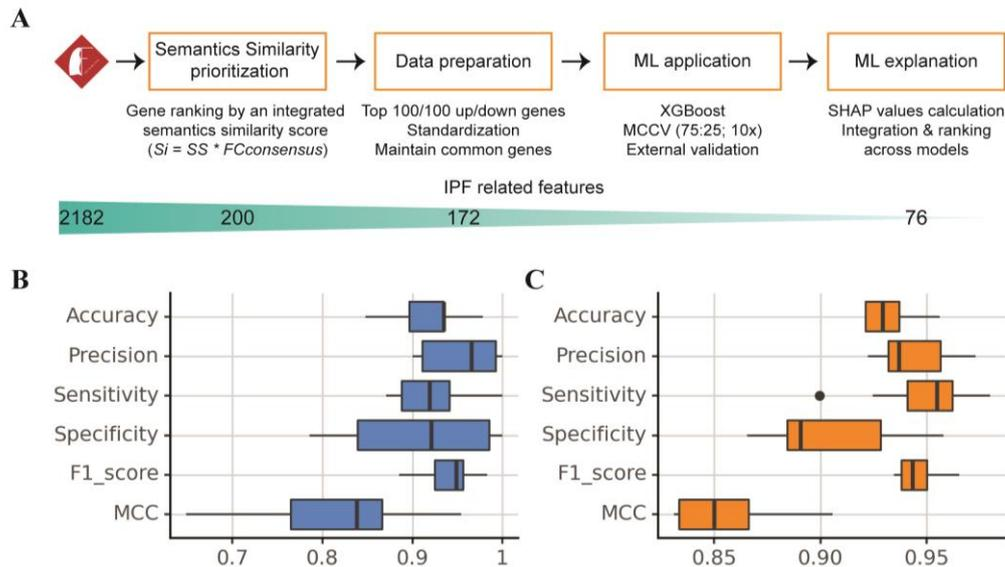 A
Semantics Similarity
prioritization
Data preparation
ML application
ML explanation
Gene ranking by an integrated
semantics similarity score
(Si = SS * FCconsensus)
Top 100/100 up/down genes
Standardization
Maintain common genes
XGBoost
MCCV (75:25; 10x)
External validation
SHAP values calculation
Integration & ranking
across models
IPF related features
2182
200
172
76
B
Accuracy
Precision
Sensitivity
Specificity
F1_score
MCC
0.7
0.8
0.9
1
C
Accuracy
Precision
Sensitivity
Specificity
F1_score
MCC
0.85
0.90
0.95